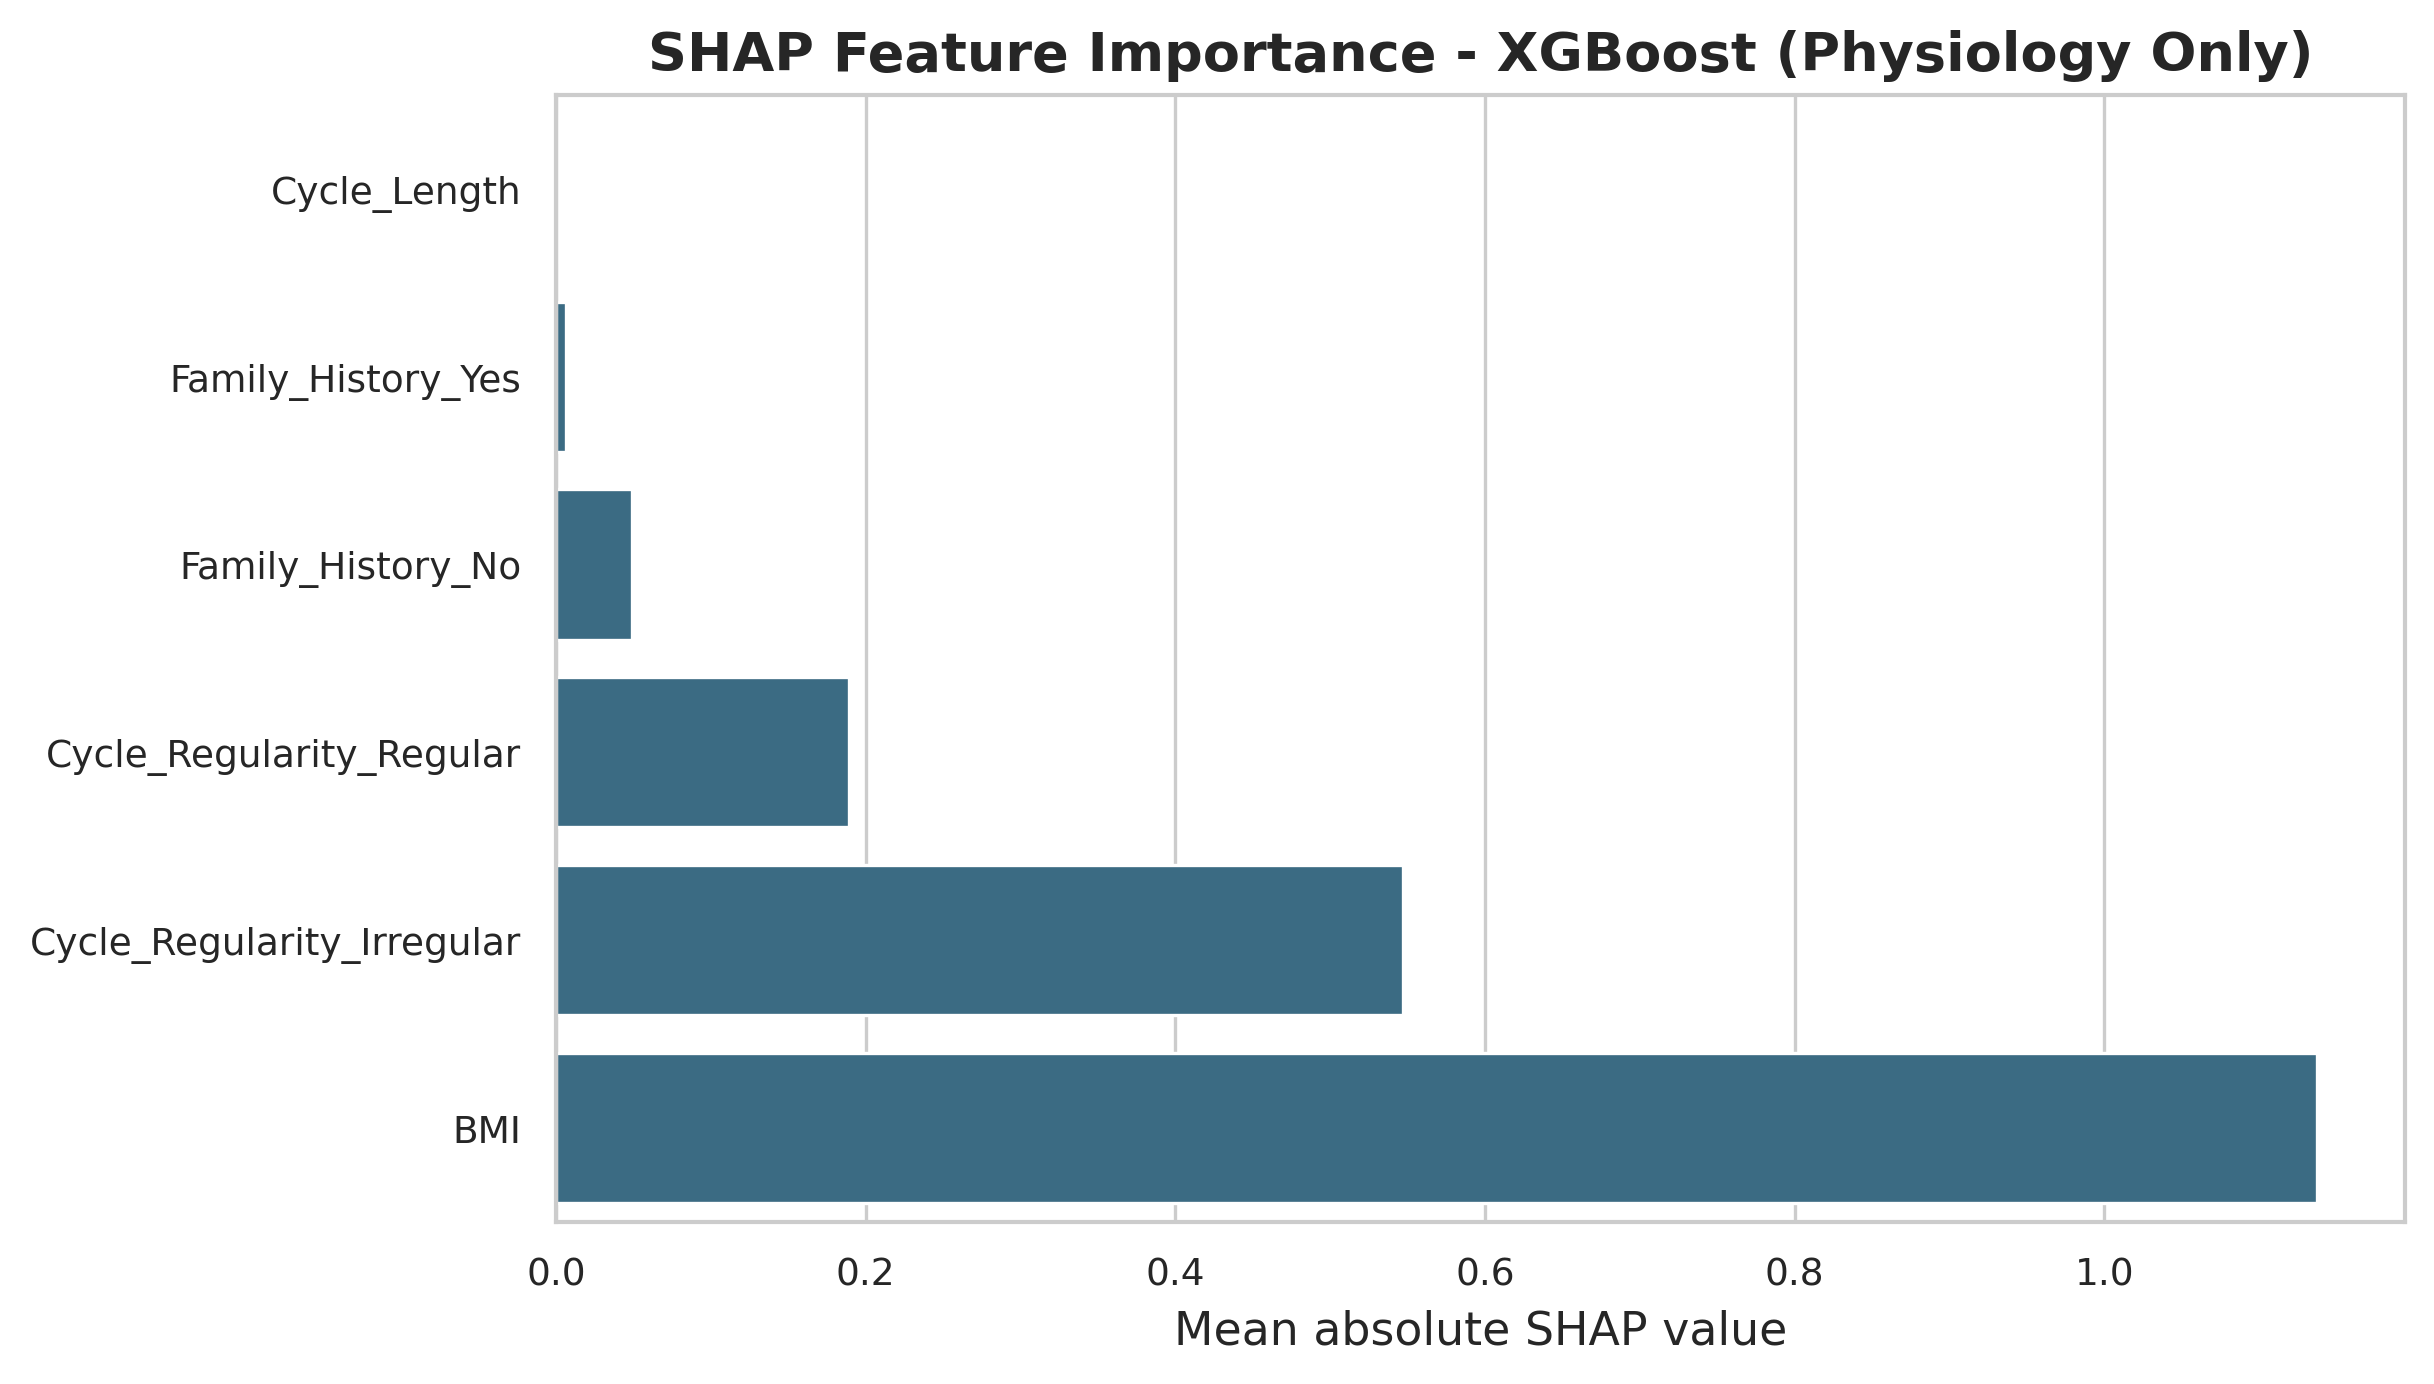 SHAP Feature Importance - XGBoost (Physiology Only)
Cycle_Length
Family_History_Yes
Family_History_No
Cycle_Regularity_Regular
Cycle_Regularity_Irregular
BMI
0.0 0.2 0.4 0.6 0.8 1.0
Mean absolute SHAP value